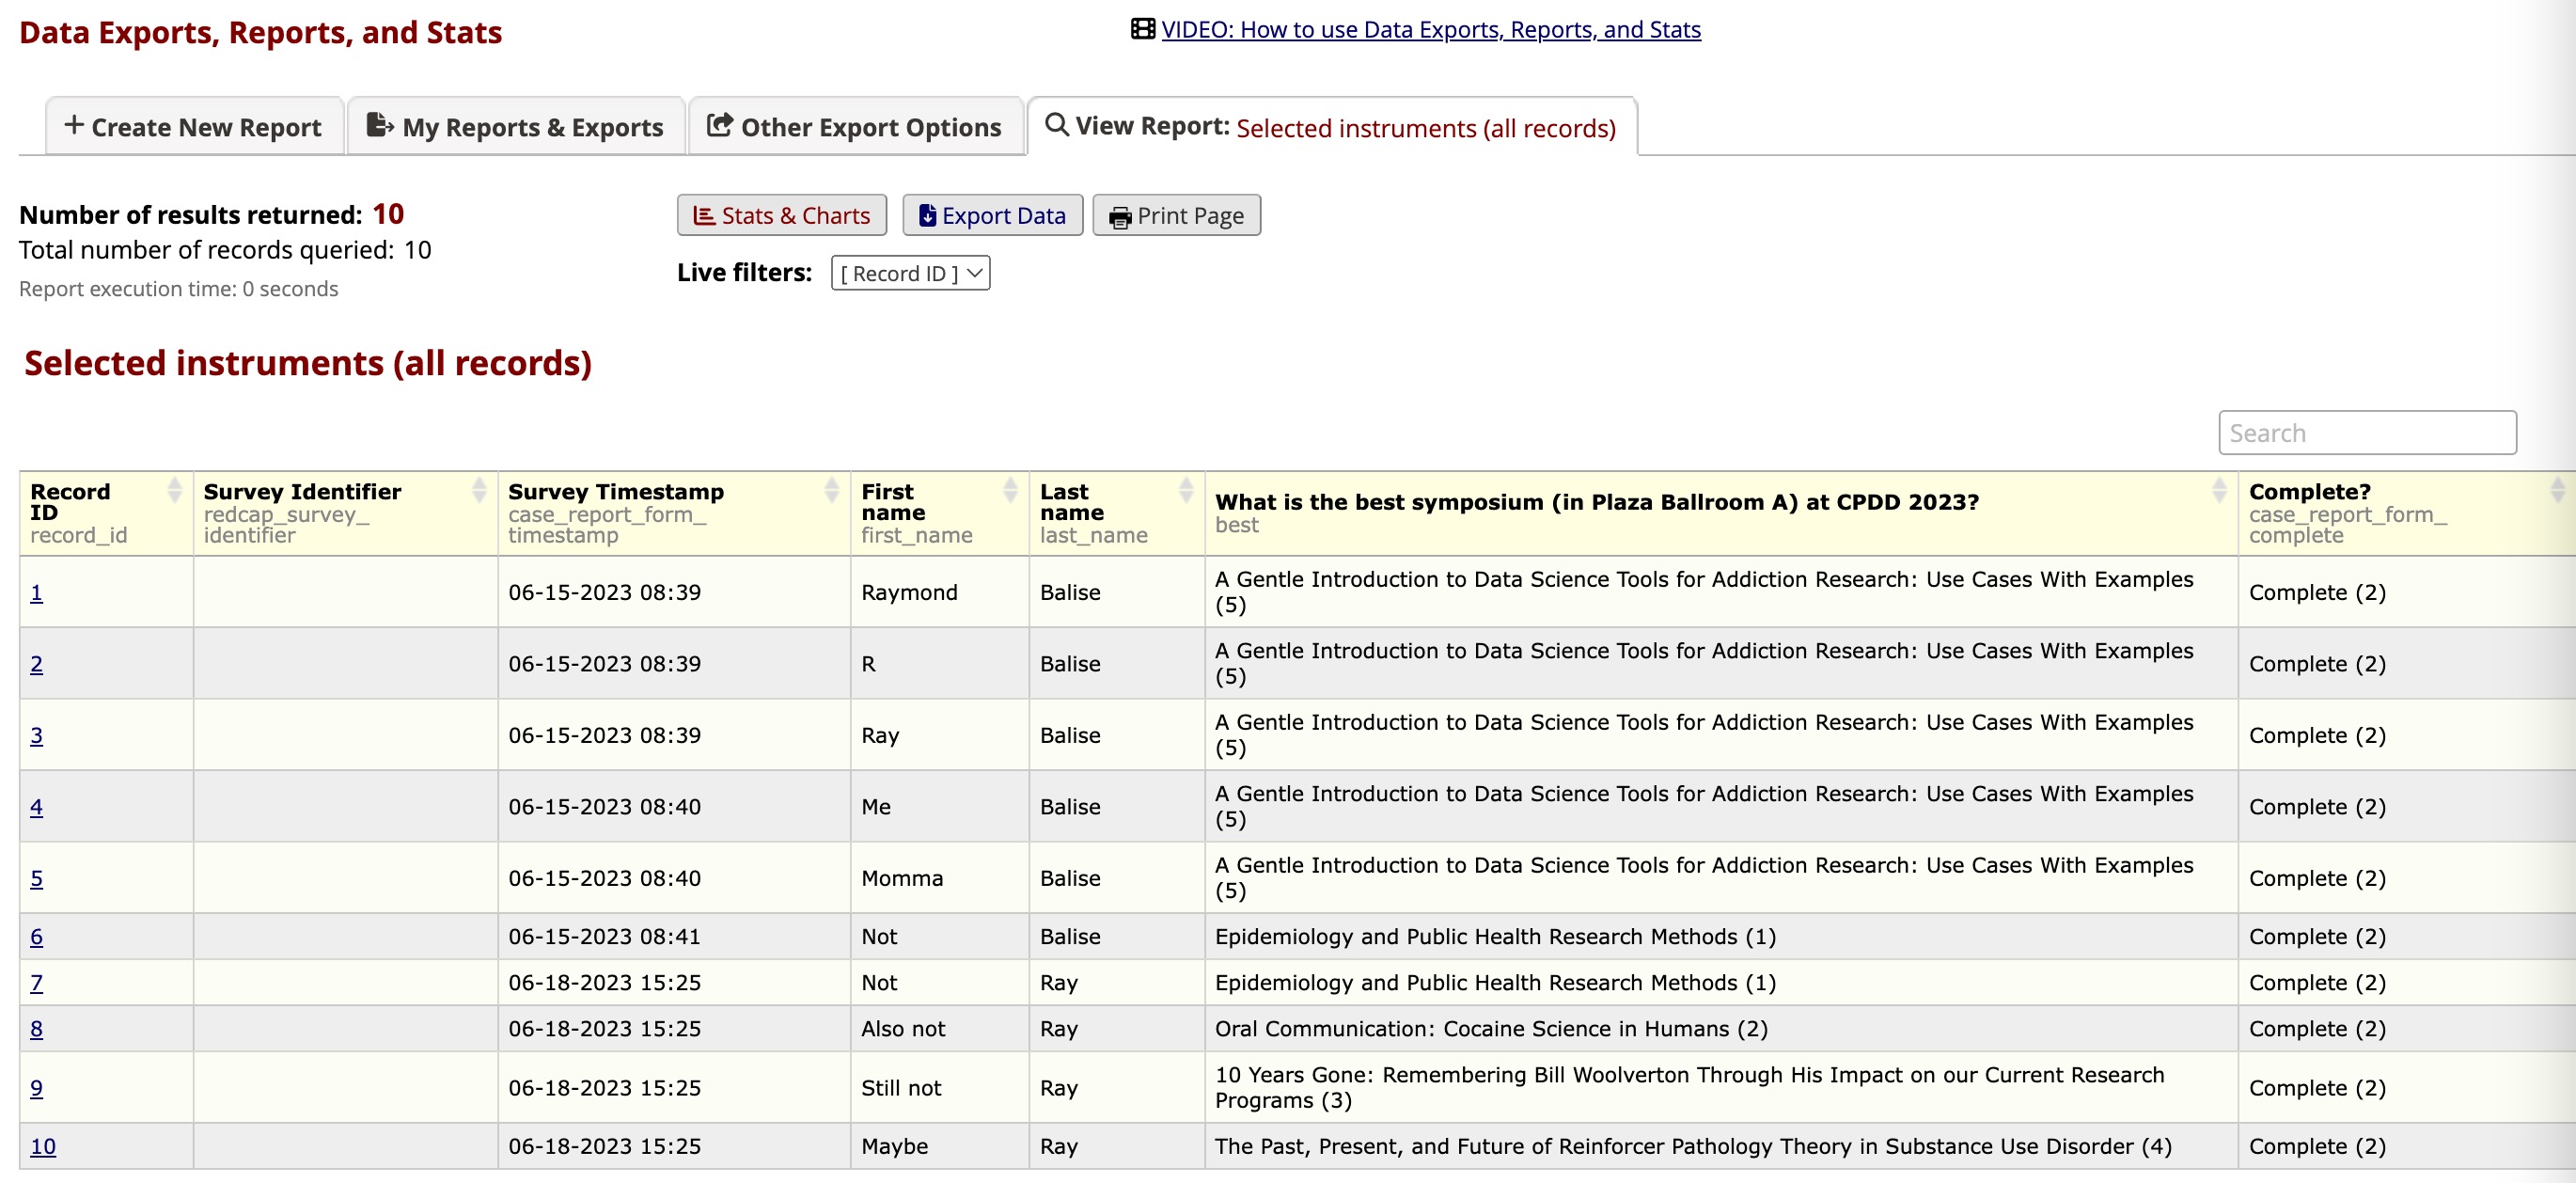 Data Exports, Reports, and Stats
VIDEO: How to use Data Exports, Reports, and Stats
+ Create New Report
My Reports & Exports
Other Export Options
View Report: Selected instruments (all records)
Number of results returned: 10
Total number of records queried: 10
Report execution time: 0 seconds
Stats & Charts
Export Data
Print Page
Live filters: [ Record ID ]
Selected instruments (all records)
Search
Record
ID
record_id
Survey Identifier
redcap_survey_
identifier
Survey Timestamp
case_report_form_
timestamp
First
name
first_name
Last
name
last_name
What is the best symposium (in Plaza Ballroom A) at CPDD 2023?
best
Complete?
case_report_form_
complete
1 06-15-2023 08:39 Raymond Balise A Gentle Introduction to Data Science Tools for Addiction Research: Use Cases With Examples
(5) Complete (2)
2 06-15-2023 08:39 R Balise A Gentle Introduction to Data Science Tools for Addiction Research: Use Cases With Examples
(5) Complete (2)
3 06-15-2023 08:39 Ray Balise A Gentle Introduction to Data Science Tools for Addiction Research: Use Cases With Examples
(5) Complete (2)
4 06-15-2023 08:40 Me Balise A Gentle Introduction to Data Science Tools for Addiction Research: Use Cases With Examples
(5) Complete (2)
5 06-15-2023 08:40 Momma Balise A Gentle Introduction to Data Science Tools for Addiction Research: Use Cases With Examples
(5) Complete (2)
6 06-15-2023 08:41 Not Balise Epidemiology and Public Health Research Methods (1) Complete (2)
7 06-18-2023 15:25 Not Ray Epidemiology and Public Health Research Methods (1) Complete (2)
8 06-18-2023 15:25 Also not Ray Oral Communication: Cocaine Science in Humans (2) Complete (2)
9 06-18-2023 15:25 Still not Ray 10 Years Gone: Remembering Bill Woolverton Through His Impact on our Current Research
Programs (3) Complete (2)
10 06-18-2023 15:25 Maybe Ray The Past, Present, and Future of Reinforcer Pathology Theory in Substance Use Disorder (4) Complete (2)